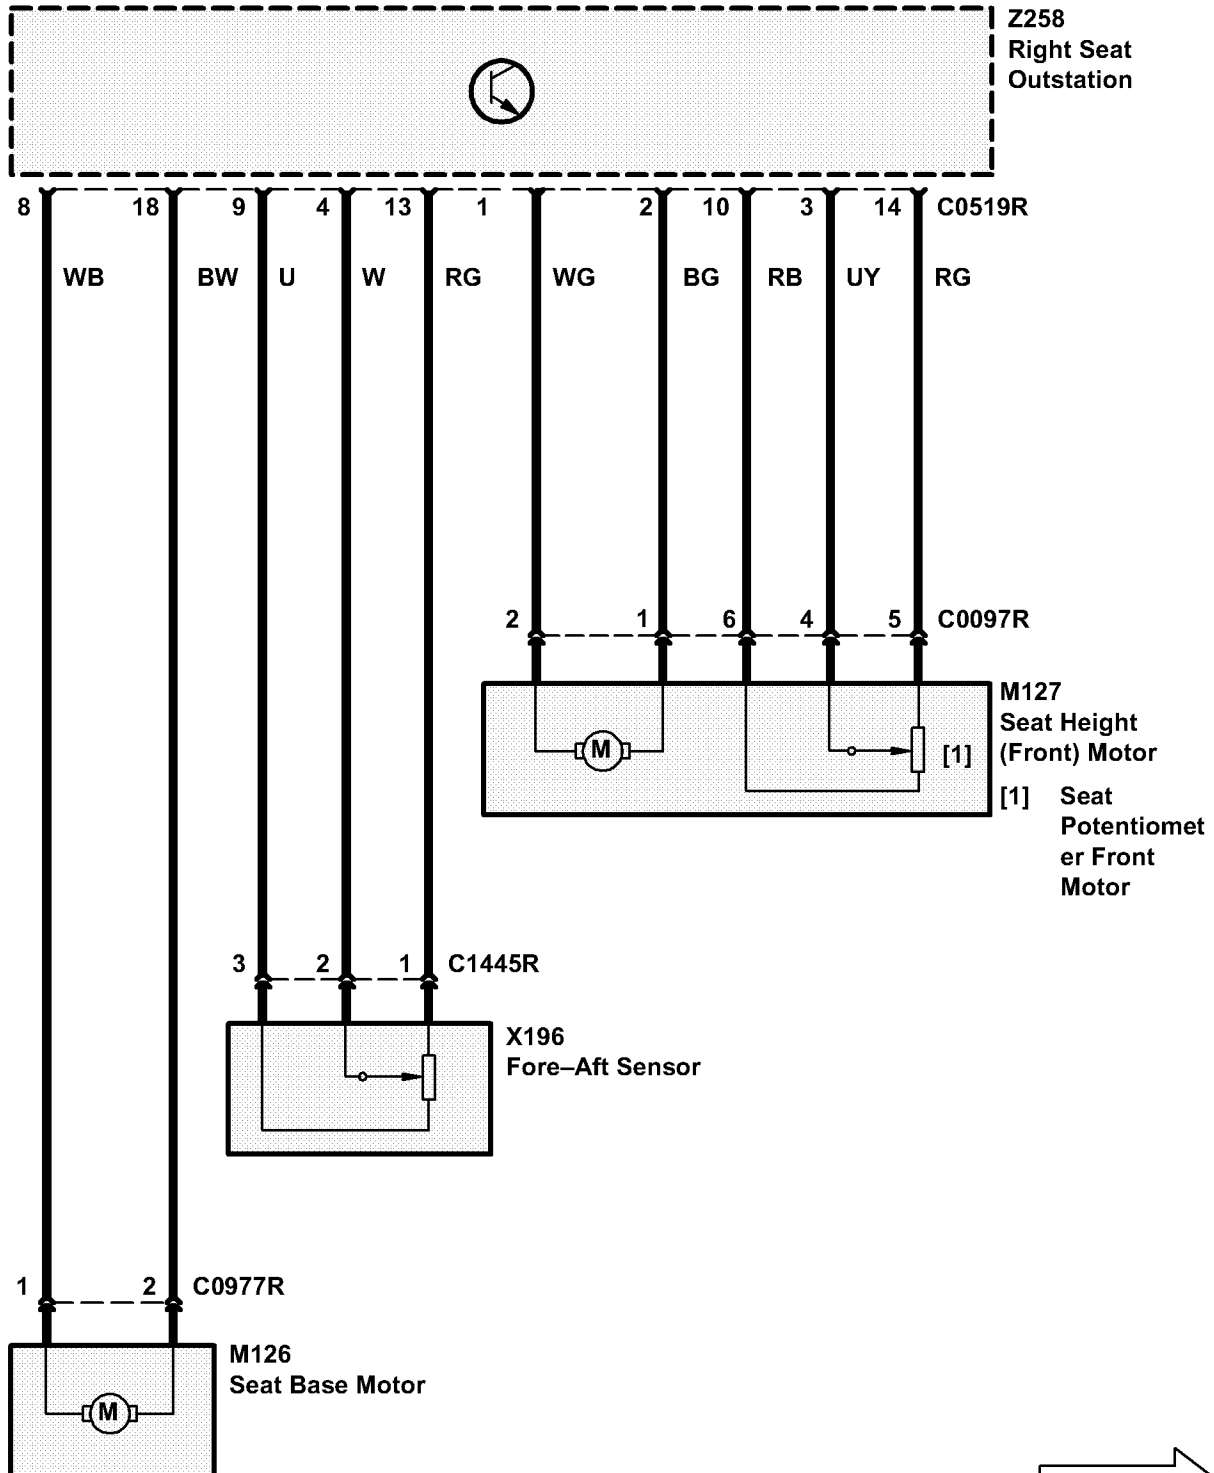 Z258
Right Seat
Outstation
8 18 9 4 13 1 2 10 3 14 C0519R
WB BW U W RG WG BG RB UY RG
2 1 6 4 5 C0097R
M127
Seat Height
(Front) Motor
M [1]
[1] Seat
Potentiomet
er Front
Motor
3 2 1 C1445R
X196
Fore–Aft Sensor
1 2 C0977R
M126
Seat Base Motor
M